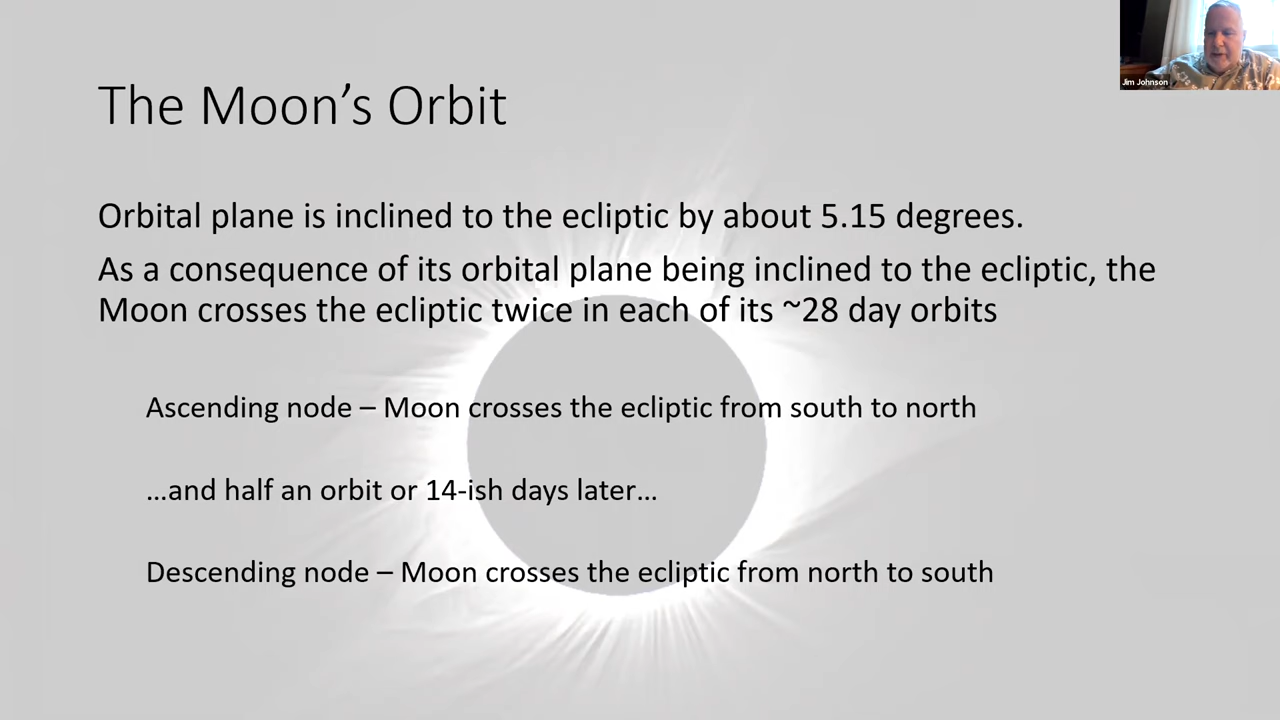 Jim Johnson
The Moon’s Orbit
Orbital plane is inclined to the ecliptic by about 5.15 degrees.
As a consequence of its orbital plane being inclined to the ecliptic, the
Moon crosses the ecliptic twice in each of its ~28 day orbits
Ascending node – Moon crosses the ecliptic from south to north
...and half an orbit or 14-ish days later...
Descending node – Moon crosses the ecliptic from north to south